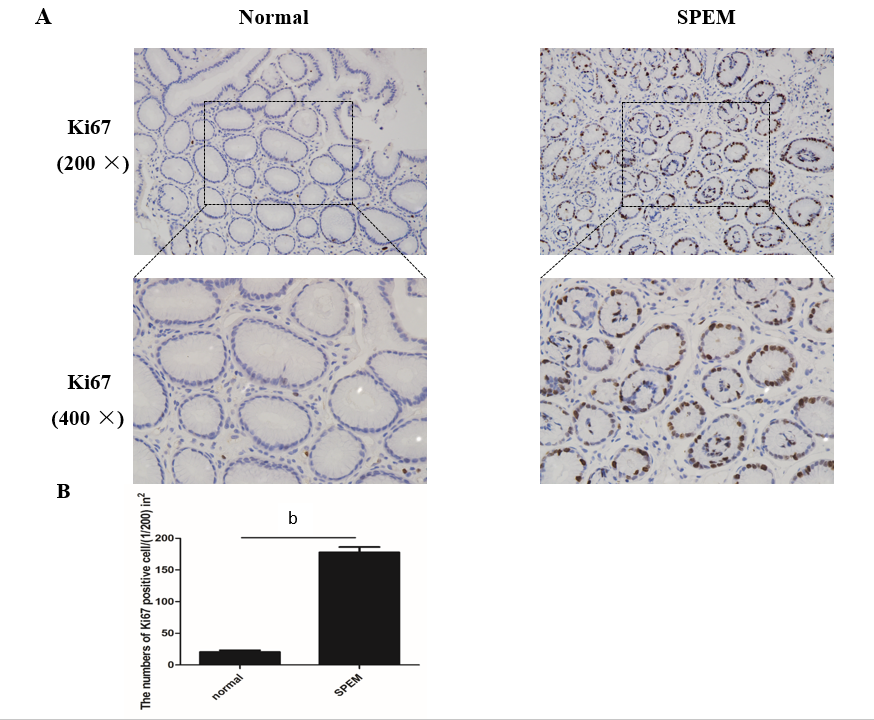 A
Normal
SPEM
Ki67
(200 ×)
Ki67
(400 ×)
B
The numbers of Ki67 positive cell/(1/200) in²
b
200
150
100
50
0
normal
SPEM